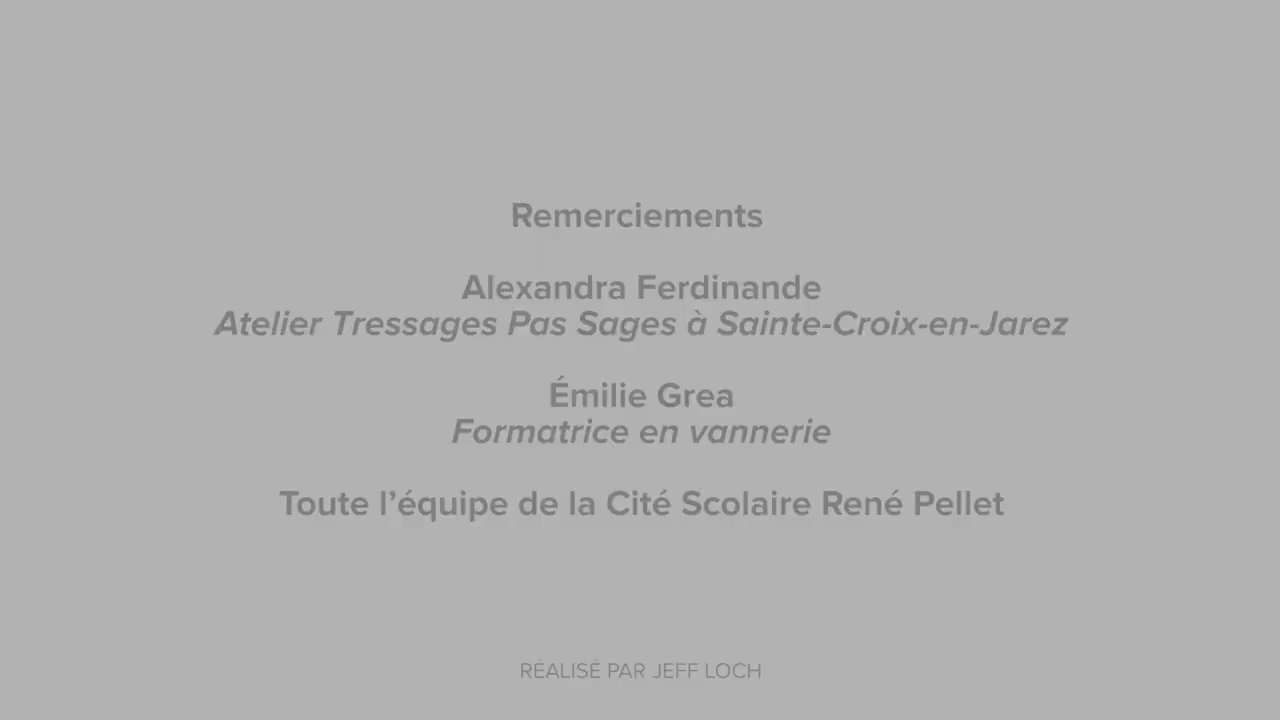 Remerciements
Alexandra Ferdinande
Atelier Tressages Pas Sages à Sainte-Croix-en-Jarez
Émilie Grea
Formatrice en vannerie
Toute l’équipe de la Cité Scolaire René Pellet
RÉALISÉ PAR JEFF LOCH